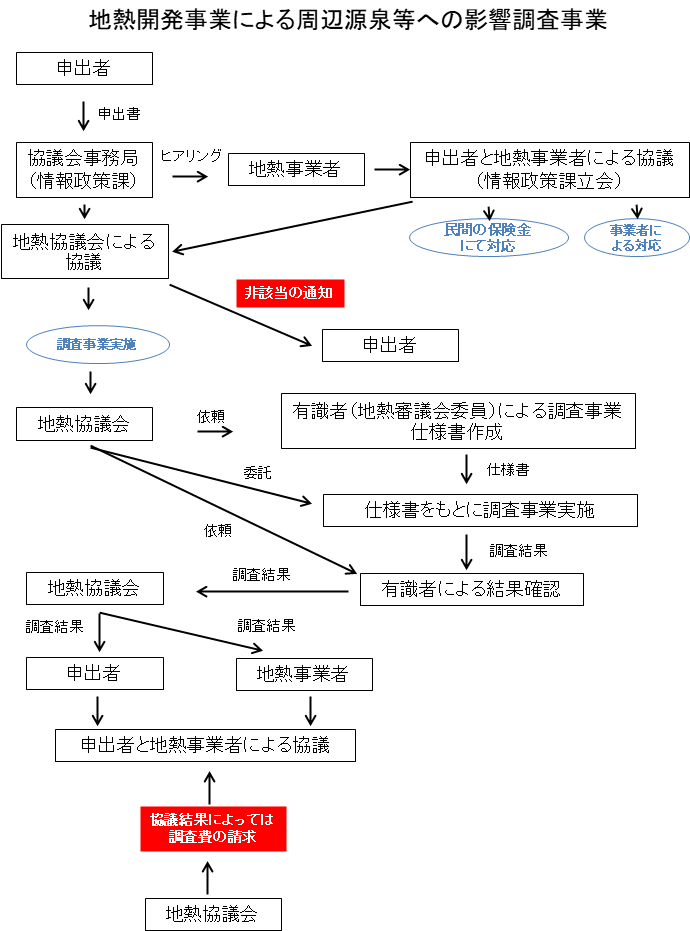 地熱開発事業による周辺源泉等への影響調査事業
申出者
申出書
協議会事務局
（情報政策課）
ヒアリング
地熱事業者
申出者と地熱事業者による協議
（情報政策課立会）
民間の保険金
にて対応
事業者に
よる対応
地熱協議会による
協議
非該当の通知
申出者
調査事業実施
地熱協議会
依頼
有識者（地熱審議会委員）による調査事業
仕様書作成
仕様書
委託
仕様書をもとに調査事業実施
依頼
調査結果
有識者による結果確認
調査結果
地熱協議会
調査結果
調査結果
申出者
地熱事業者
申出者と地熱事業者による協議
協議結果によっては
調査費の請求
地熱協議会